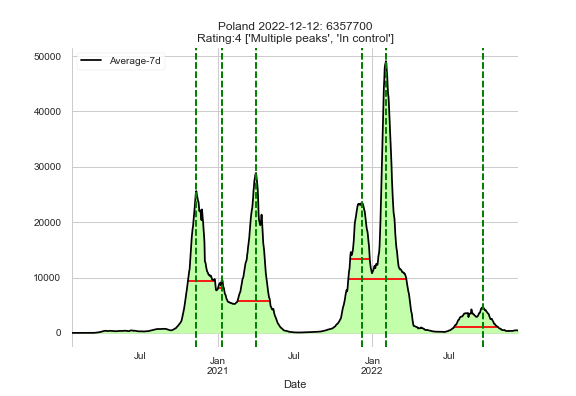 Poland 2022-12-12: 6357700
Rating:4 ['Multiple peaks', 'In control']
Average-7d
50000
40000
30000
20000
10000
0
Jul
Jan
2021
Jul
Jan
2022
Jul
Date